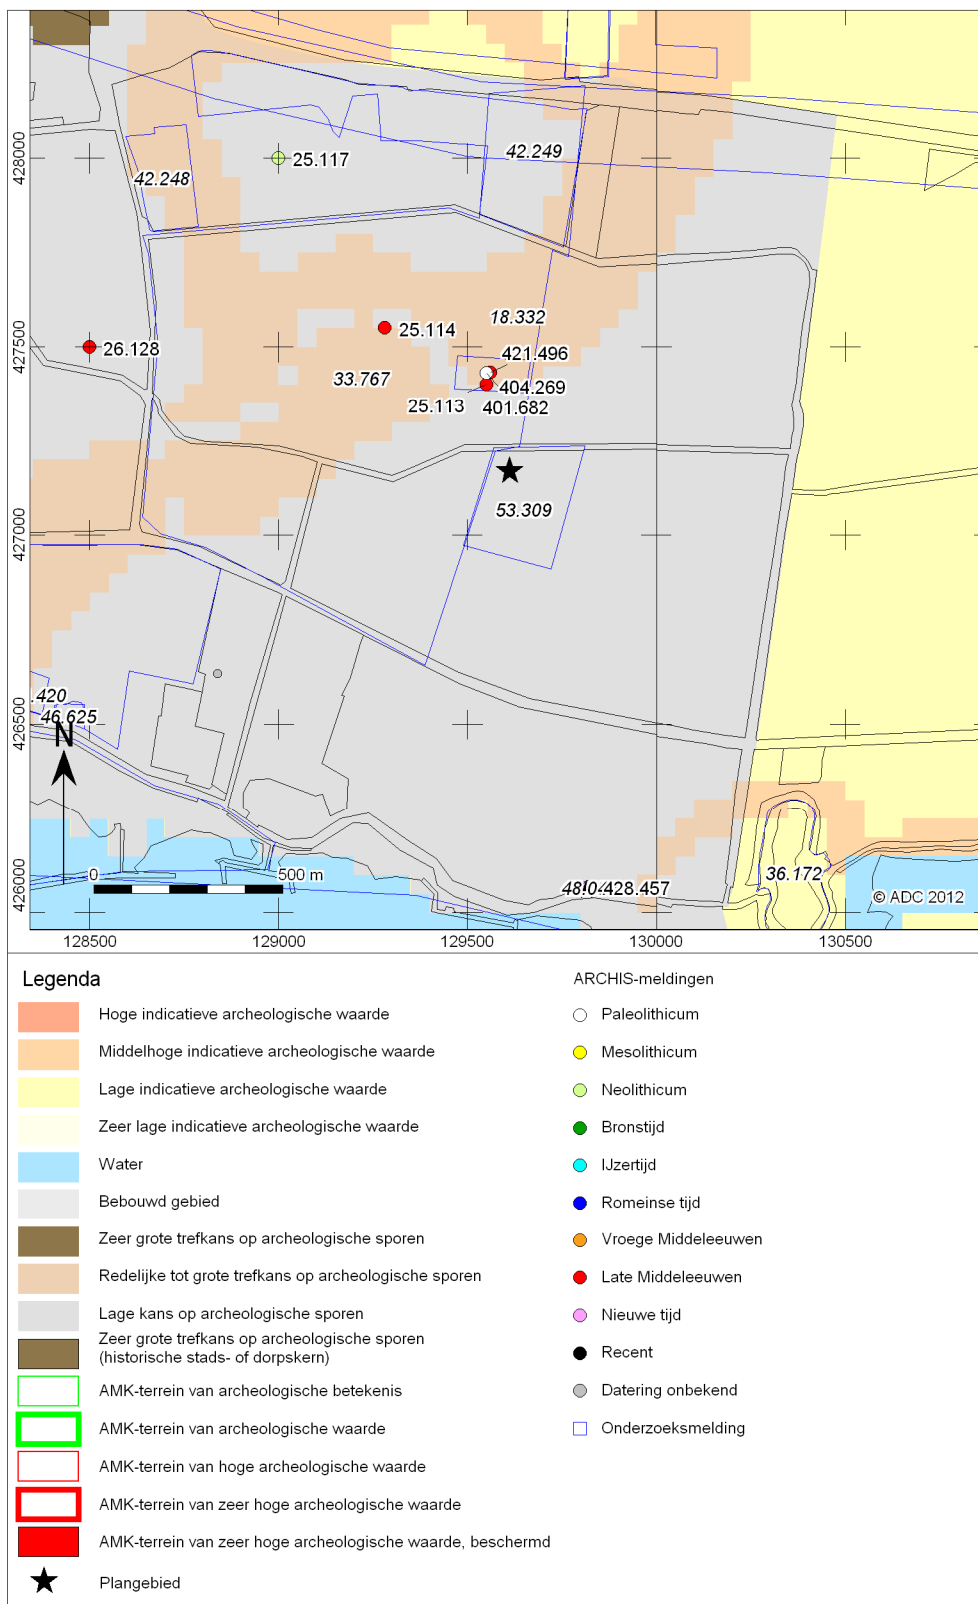 428000
427500
427000
426500
426000
42.248
25.117
42.249
18.332
25.114
26.128
421.496
33.767
404.269
25.113
401.682
53.309
.420
46.625
N
0
500 m
428.457
36.172
© ADC 2012
128500
129000
129500
130000
130500
Legenda
Hoge indicatieve archeologische waarde
Middelhoge indicatieve archeologische waarde
Lage indicatieve archeologische waarde
Zeer lage indicatieve archeologische waarde
Water
Bebouwd gebied
Zeer grote trefkans op archeologische sporen
Redelijke tot grote trefkans op archeologische sporen
Lage kans op archeologische sporen
Zeer grote trefkans op archeologische sporen
(historische stads- of dorpskern)
AMK-terrein van archeologische betekenis
AMK-terrein van archeologische waarde
AMK-terrein van hoge archeologische waarde
AMK-terrein van zeer hoge archeologische waarde
AMK-terrein van zeer hoge archeologische waarde, beschermd
Plangebied
ARCHIS-meldingen
Paleolithicum
Mesolithicum
Neolithicum
Bronstijd
IJzertijd
Romeinse tijd
Vroege Middeleeuwen
Late Middeleeuwen
Nieuwe tijd
Recent
Datering onbekend
Onderzoeksmelding